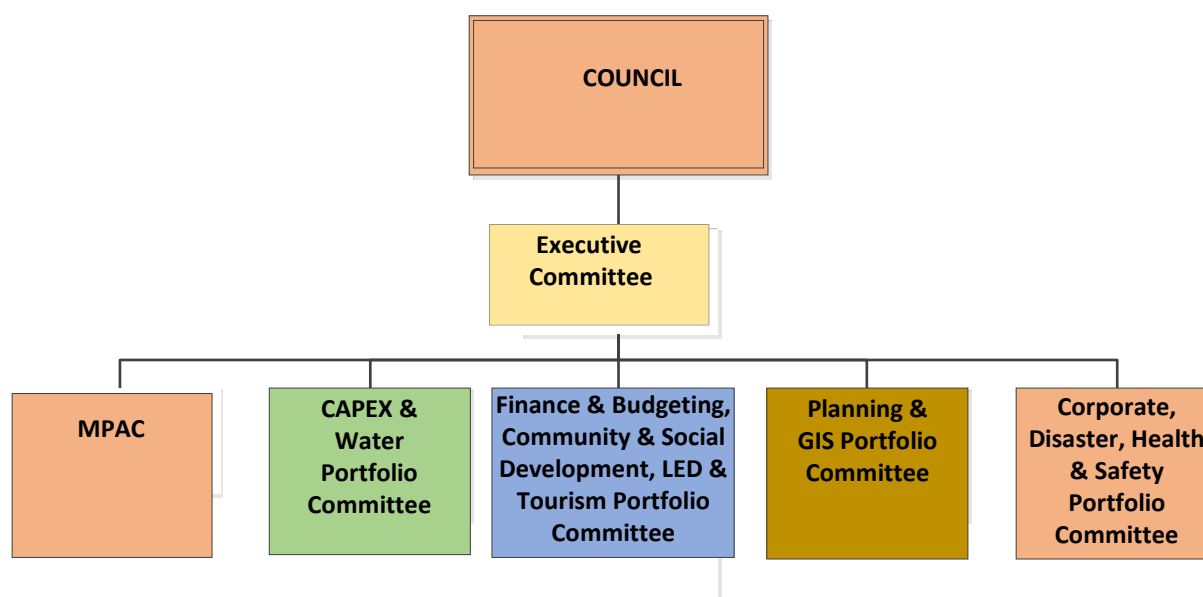 COUNCIL
Executive
Committee
MPAC
CAPEX &
Water
Portfolio
Committee
Finance & Budgeting,
Community & Social
Development, LED &
Tourism Portfolio
Committee
Planning &
GIS Portfolio
Committee
Corporate,
Disaster, Health
& Safety
Portfolio
Committee